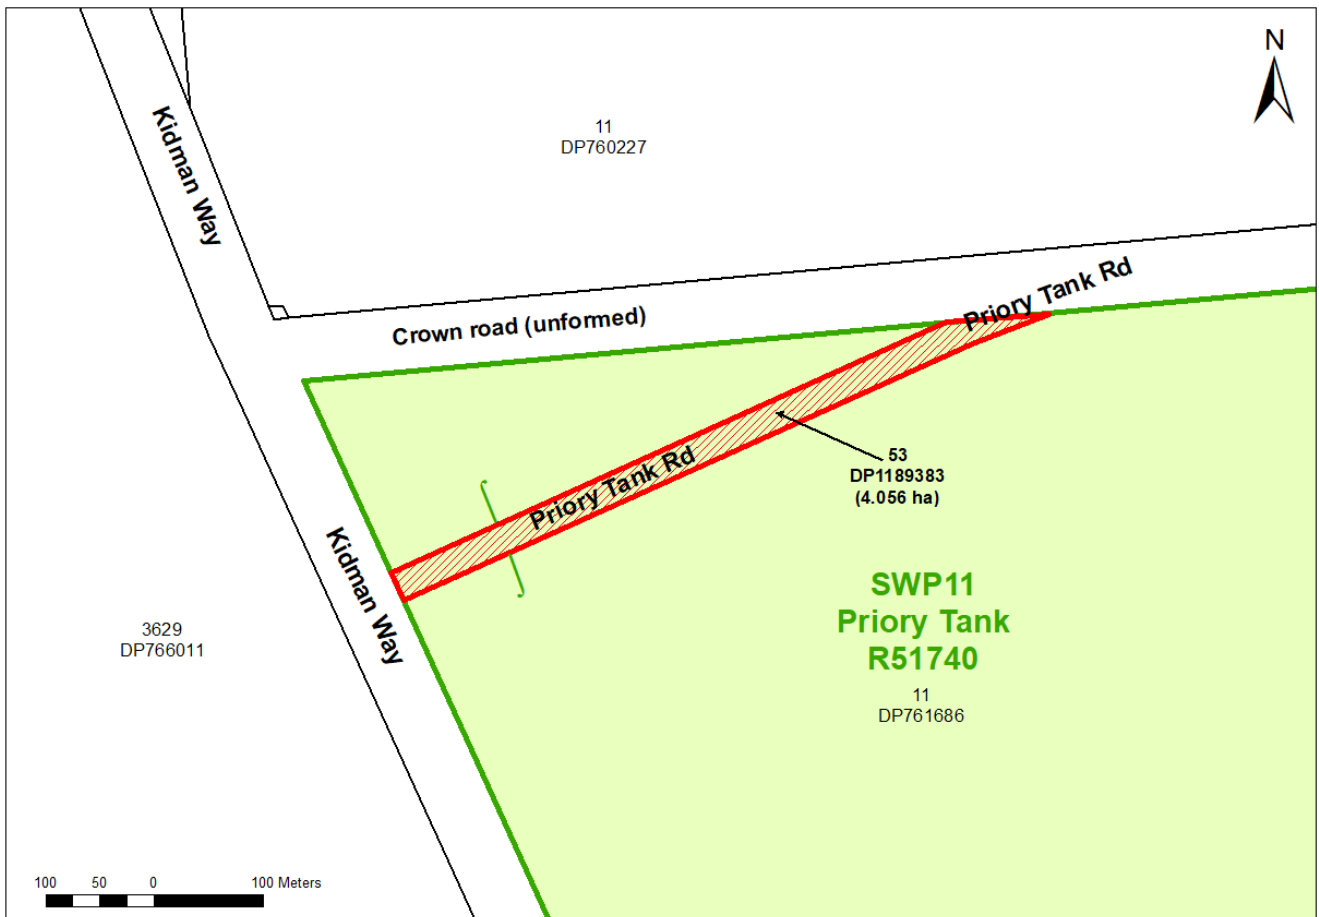 N
Kidman Way
11
DP760227
Priory Tank Rd
Crown road (unformed)
53
DP1189383
(4.056 ha)
Priory Tank Rd
Kidman Way
SWP11
Priory Tank
R51740
3629
DP766011
11
DP761686
100 50 0 100 Meters